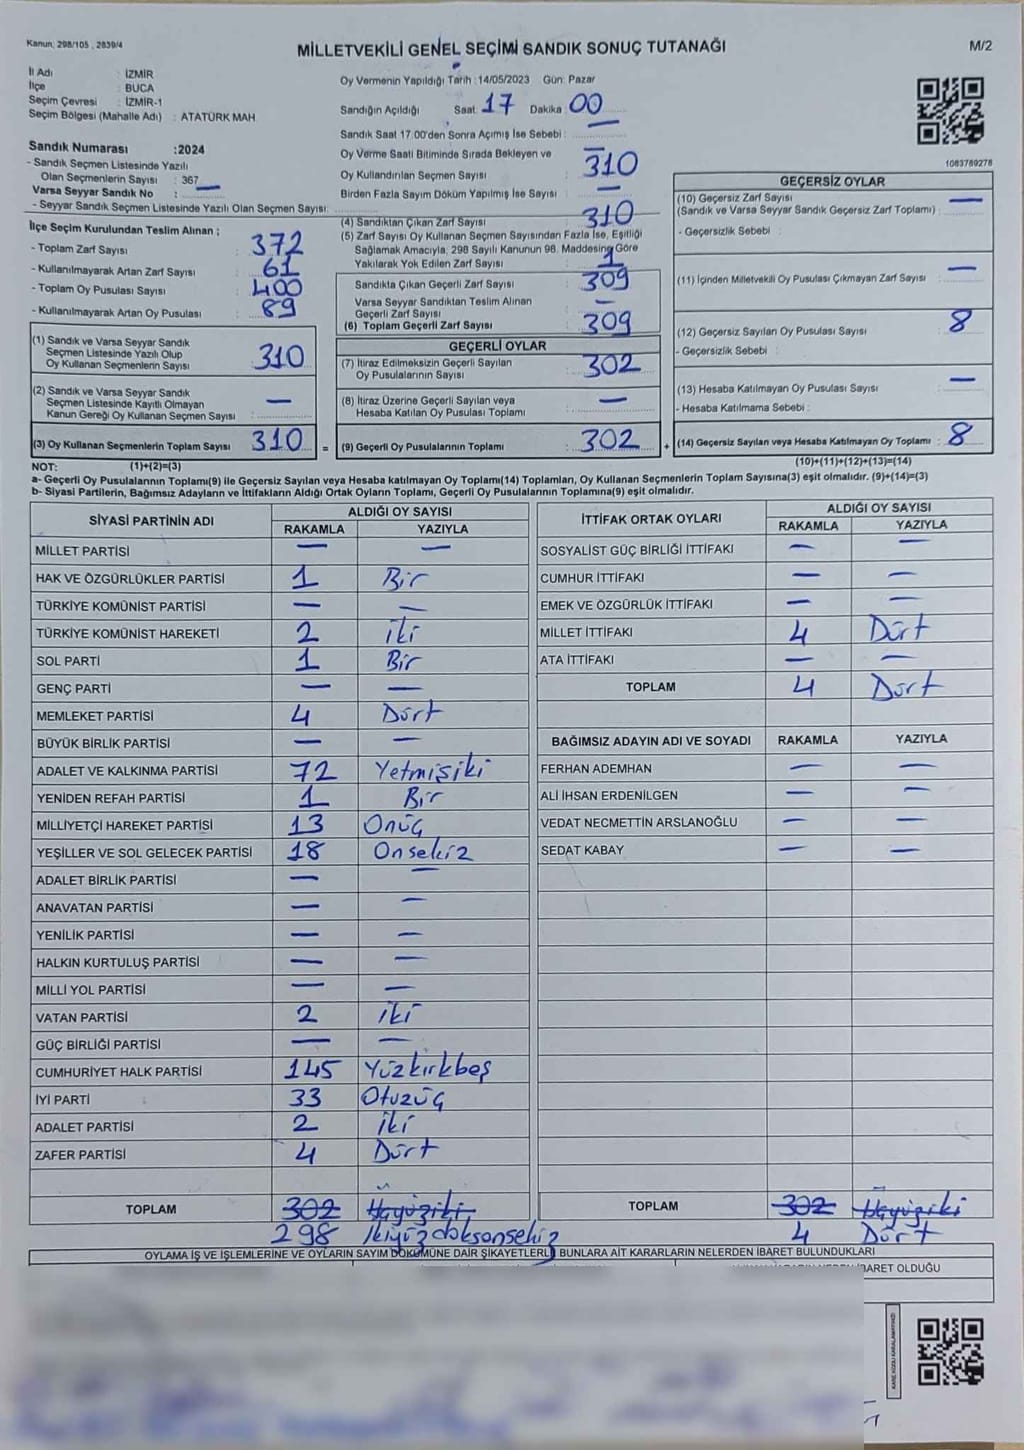 Kanun; 298/105 , 2839/4
MİLLETVEKİLİ GENEL SEÇİMİ SANDIK SONUÇ TUTANAĞI
M/2
İl Adı : İZMİR
İlçe : BUCA
Seçim Çevresi : İZMİR-1
Seçim Bölgesi (Mahalle Adı) : ATATÜRK MAH.
Sandık Numarası :2024
- Sandık Seçmen Listesinde Yazılı
Olan Seçmenlerin Sayısı : 367
Varsa Seyyar Sandık No : —
- Seyyar Sandık Seçmen Listesinde Yazılı Olan Seçmen Sayısı:
İlçe Seçim Kurulundan Teslim Alınan ;
- Toplam Zarf Sayısı : 372
- Kullanılmayarak Artan Zarf Sayısı : 61
- Toplam Oy Pusulası Sayısı : 400
- Kullanılmayarak Artan Oy Pusulası : 89
(1) Sandık ve Varsa Seyyar Sandık
Seçmen Listesinde Yazılı Olup
Oy Kullanan Seçmenlerin Sayısı : 310
(2) Sandık ve Varsa Seyyar Sandık
Seçmen Listesinde Kayıtlı Olmayan
Kanun Gereği Oy Kullanan Seçmen Sayısı : —
(3) Oy Kullanan Seçmenlerin Toplam Sayısı : 310 =
Oy Vermenin Yapıldığı Tarih :14/05/2023 Gün: Pazar
Sandığın Açıldığı Saat: 17 Dakika 00
Sandık Saat 17.00'den Sonra Açımış İse Sebebi : —
Oy Verme Saati Bitiminde Sırada Bekleyen ve —
Oy Kullandırılan Seçmen Sayısı : 310
Birden Fazla Sayım Döküm Yapılmış İse Sayısı : —
(4) Sandıktan Çıkan Zarf Sayısı : 310
(5) Zarf Sayısı Oy Kullanan Seçmen Sayısından Fazla İse, Eşitliği
Sağlamak Amacıyla, 298 Sayılı Kanunun 98. Maddesine Göre
Yakılarak Yok Edilen Zarf Sayısı : 1
Sandıkta Çıkan Geçerli Zarf Sayısı : 309
Varsa Seyyar Sandıktan Teslim Alınan
Geçerli Zarf Sayısı : —
(6) Toplam Geçerli Zarf Sayısı : 309
GEÇERLİ OYLAR
(7) İtiraz Edilmeksizin Geçerli Sayılan
Oy Pusulalarının Sayısı : 302
(8) İtiraz Üzerine Geçerli Sayılan veya
Hesaba Katılan Oy Pusulası Toplamı : —
(9) Geçerli Oy Pusulalarının Toplamı : 302 +
1083789278
GEÇERSİZ OYLAR
(10) Geçersiz Zarf Sayısı : —
(Sandık ve Varsa Seyyar Sandık Geçersiz Zarf Toplamı) :
- Geçersizlik Sebebi :
(11) İçinden Milletvekili Oy Pusulası Çıkmayan Zarf Sayısı : —
(12) Geçersiz Sayılan Oy Pusulası Sayısı : 8
- Geçersizlik Sebebi :
(13) Hesaba Katılmayan Oy Pusulası Sayısı : —
- Hesaba Katılmama Sebebi :
(14) Geçersiz Sayılan veya Hesaba Katılmayan Oy Toplamı : 8
NOT: (1)+(2)=(3) (10)+(11)+(12)+(13)=(14)
a- Geçerli Oy Pusulalarının Toplamı(9) ile Geçersiz Sayılan veya Hesaba katılmayan Oy Toplamı(14) Toplamları, Oy Kullanan Seçmenlerin Toplam Sayısına(3) eşit olmalıdır. (9)+(14)=(3)
b- Siyasi Partilerin, Bağımsız Adayların ve İttifakların Aldığı Ortak Oyların Toplamı, Geçerli Oy Pusulalarının Toplamına(9) eşit olmalıdır.
SİYASİ PARTİNİN ADI ALDIĞI OY SAYISI
RAKAMLA YAZIYLA
MİLLET PARTİSİ — —
HAK VE ÖZGÜRLÜKLER PARTİSİ 1 Bir
TÜRKİYE KOMÜNİST PARTİSİ — —
TÜRKİYE KOMÜNİST HAREKETİ 2 iki
SOL PARTİ 1 Bir
GENÇ PARTİ — —
MEMLEKET PARTİSİ 4 Dört
BÜYÜK BİRLİK PARTİSİ — —
ADALET VE KALKINMA PARTİSİ 72 Yetmişiki
YENİDEN REFAH PARTİSİ 1 Bir
MİLLİYETÇİ HAREKET PARTİSİ 13 Onüç
YEŞİLLER VE SOL GELECEK PARTİSİ 18 Onsekiz
ADALET BİRLİK PARTİSİ — —
ANAVATAN PARTİSİ — —
YENİLİK PARTİSİ — —
HALKIN KURTULUŞ PARTİSİ — —
MİLLİ YOL PARTİSİ — —
VATAN PARTİSİ 2 iki
GÜÇ BİRLİĞİ PARTİSİ — —
CUMHURİYET HALK PARTİSİ 145 Yüzkırkbeş
İYİ PARTİ 33 Otuzüç
ADALET PARTİSİ 2 iki
ZAFER PARTİSİ 4 Dört
TOPLAM 302 Üçyüziki
298 İkiyüzdoksansekiz
İTTİFAK ORTAK OYLARI ALDIĞI OY SAYISI
RAKAMLA YAZIYLA
SOSYALİST GÜÇ BİRLİĞİ İTTİFAKI — —
CUMHUR İTTİFAKI — —
EMEK VE ÖZGÜRLÜK İTTİFAKI — —
MİLLET İTTİFAKI 4 Dört
ATA İTTİFAKI — —
TOPLAM 4 Dört
BAĞIMSIZ ADAYIN ADI VE SOYADI RAKAMLA YAZIYLA
FERHAN ADEMHAN — —
ALİ İHSAN ERDENİLGEN — —
VEDAT NECMETTİN ARSLANOĞLU — —
SEDAT KABAY — —
TOPLAM 302 Üçyüziki
4 Dört
OYLAMA İŞ VE İŞLEMLERİNE VE OYLARIN SAYIM DÖKÜMÜNE DAİR ŞİKAYETLERLE BUNLARA AİT KARARLARIN NELERDEN İBARET BULUNDUKLARI
BARET OLDUĞU